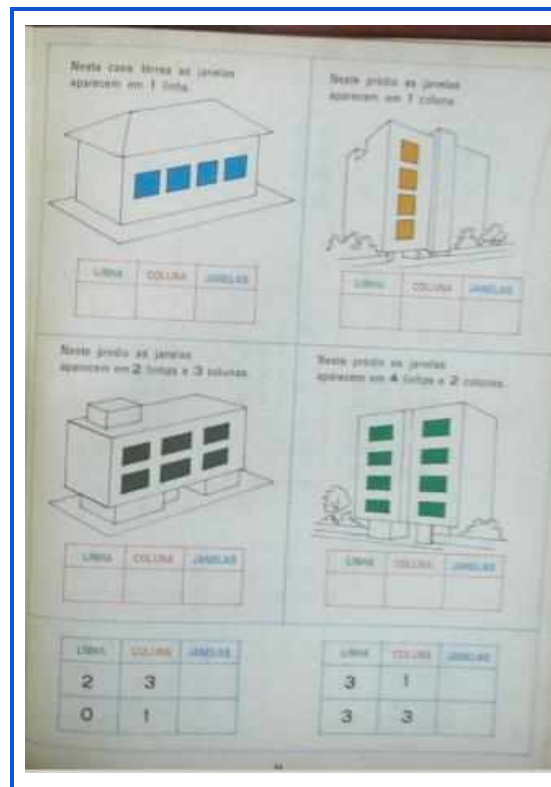 Nesta casa térrea as janelas
aparecem em 1 linha.
LINHA COLUNA JANELAS
Neste prédio as janelas
aparecem em 1 coluna.
LINHA COLUNA JANELAS
Neste prédio as janelas
aparecem em 2 linhas e 3 colunas.
LINHA COLUNA JANELAS
Neste prédio as janelas
aparecem em 4 linhas e 2 colunas.
LINHA COLUNA JANELAS
LINHA COLUNA JANELAS
2 3
0 1
LINHA COLUNA JANELAS
3 1
3 3